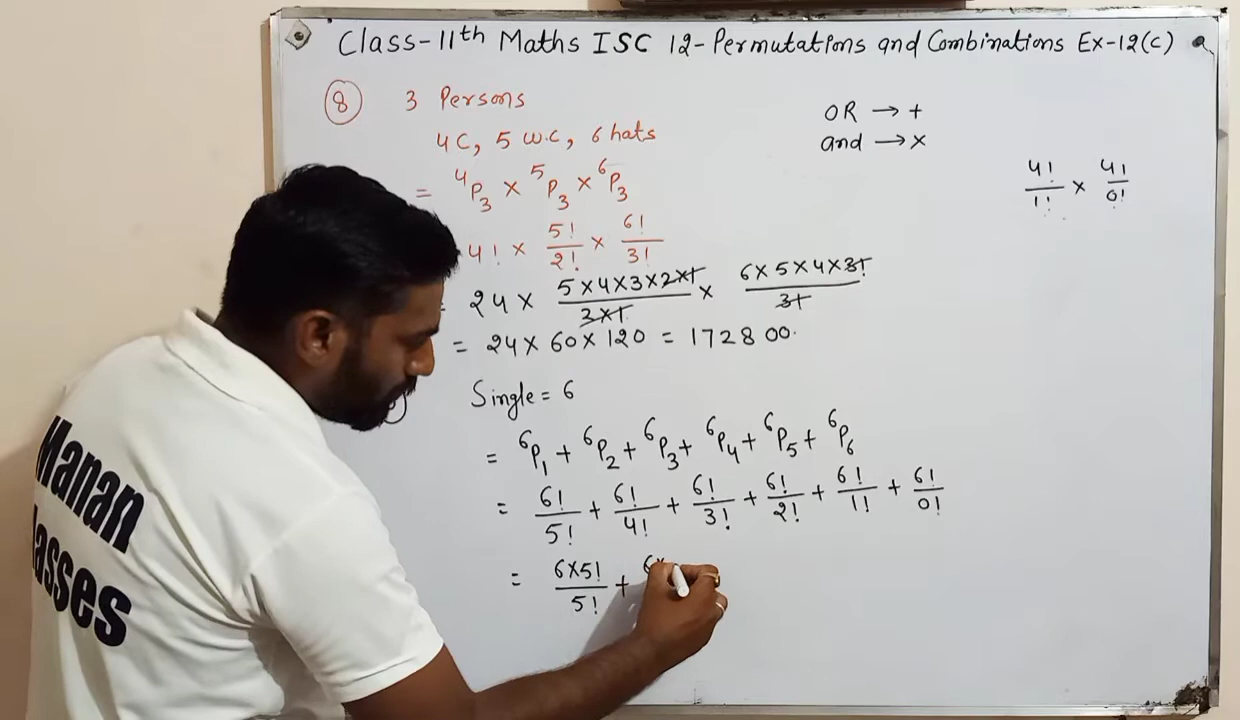 Class-11th Maths ISC 12-Permutations and Combinations Ex-12(c)
8 3 Persons
4C, 5 W.C, 6 hats
= ⁴P₃ × ⁵P₃ × ⁶P₃
4! × 5!/2! × 6!/3!
= 24 × 5×4×3×2×1/2×1 × 6×5×4×3!/3!
= 24 × 60 × 120 = 172800.
Single = 6
= ⁶P₁ + ⁶P₂ + ⁶P₃ + ⁶P₄ + ⁶P₅ + ⁶P₆
= 6!/5! + 6!/4! + 6!/3! + 6!/2! + 6!/1! + 6!/0!
= 6×5!/5! + 6×
OR → +
and → ×
4!/1! × 4!/0!
Manan
lasses